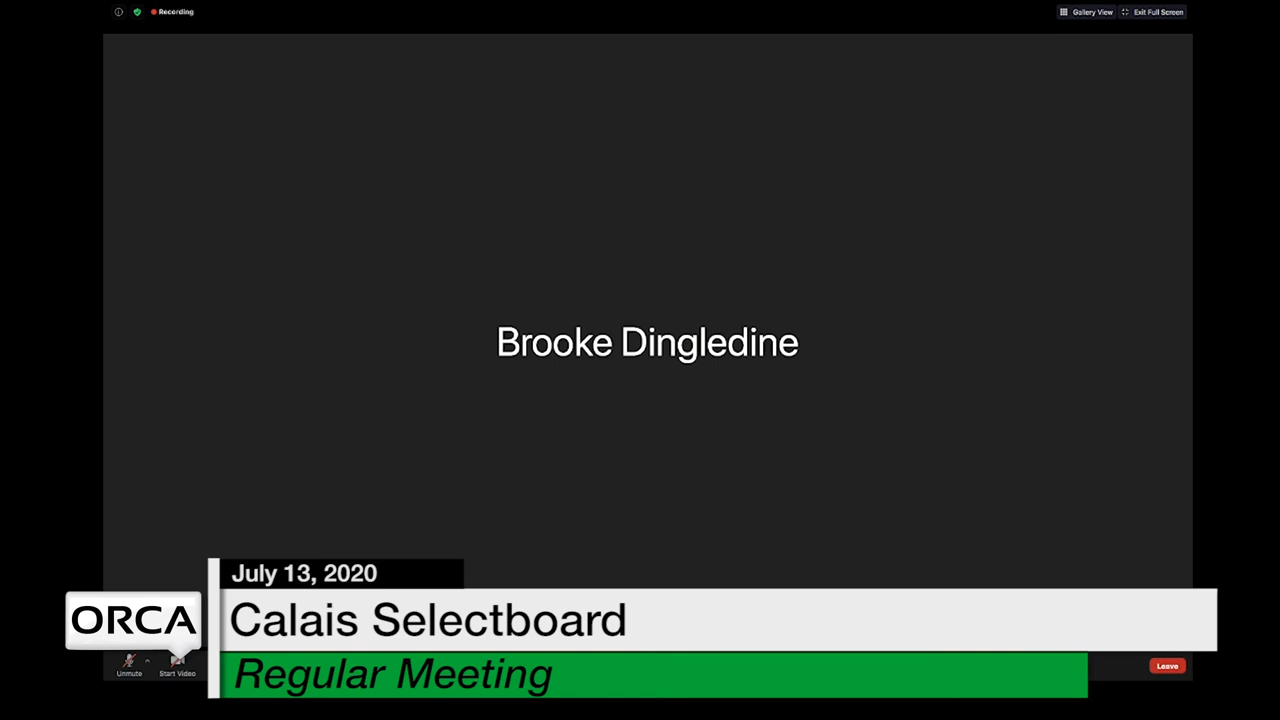 Recording
Gallery View
Exit Full Screen
Brooke Dingledine
July 13, 2020
ORCA
Calais Selectboard
Regular Meeting
Unmute
Start Video
Leave